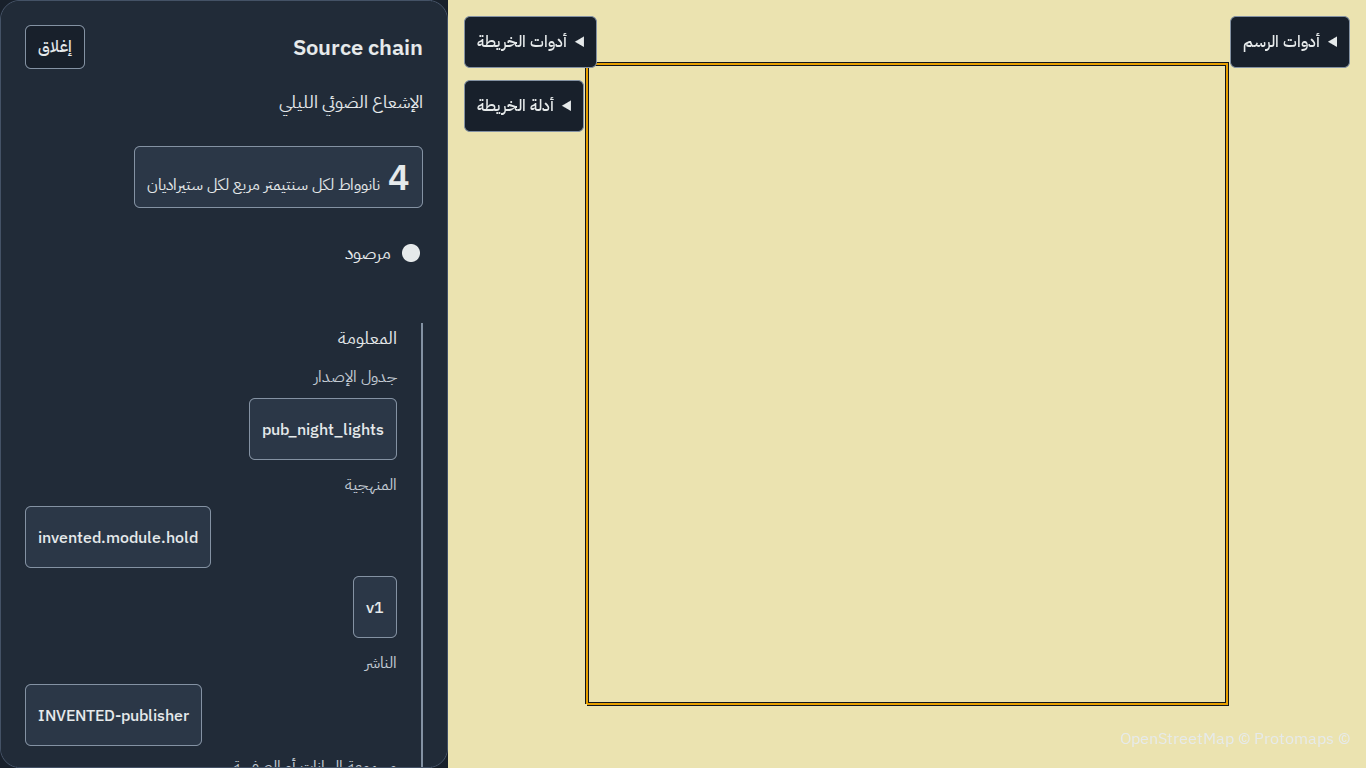 Source chain
إغلاق
الإشعاع الضوئي الليلي
4 نانوواط لكل سنتيمتر مربع لكل ستيراديان
مرصود
المعلومة
جدول الإصدار
pub_night_lights
المنهجية
invented.module.hold
v1
الناشر
INVENTED-publisher
أدوات الخريطة
أدلة الخريطة
أدوات الرسم
OpenStreetMap © Protomaps ©